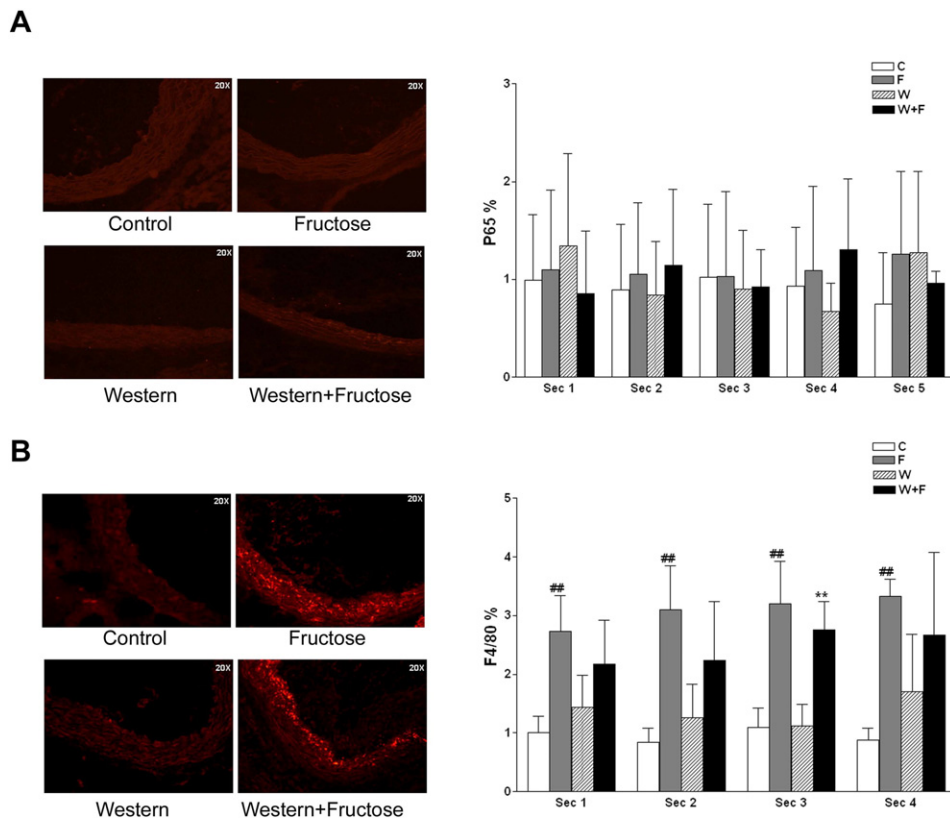 A
20X
20X
Control
Fructose
20X
20X
Western
Western+Fructose
C
F
W
W+F
3
2
1
0
P65 %
Sec 1
Sec 2
Sec 3
Sec 4
Sec 5
B
20X
20X
Control
Fructose
20X
20X
Western
Western+Fructose
C
F
W
W+F
5
4
3
2
1
0
F4/80 %
##
##
##
**
##
Sec 1
Sec 2
Sec 3
Sec 4